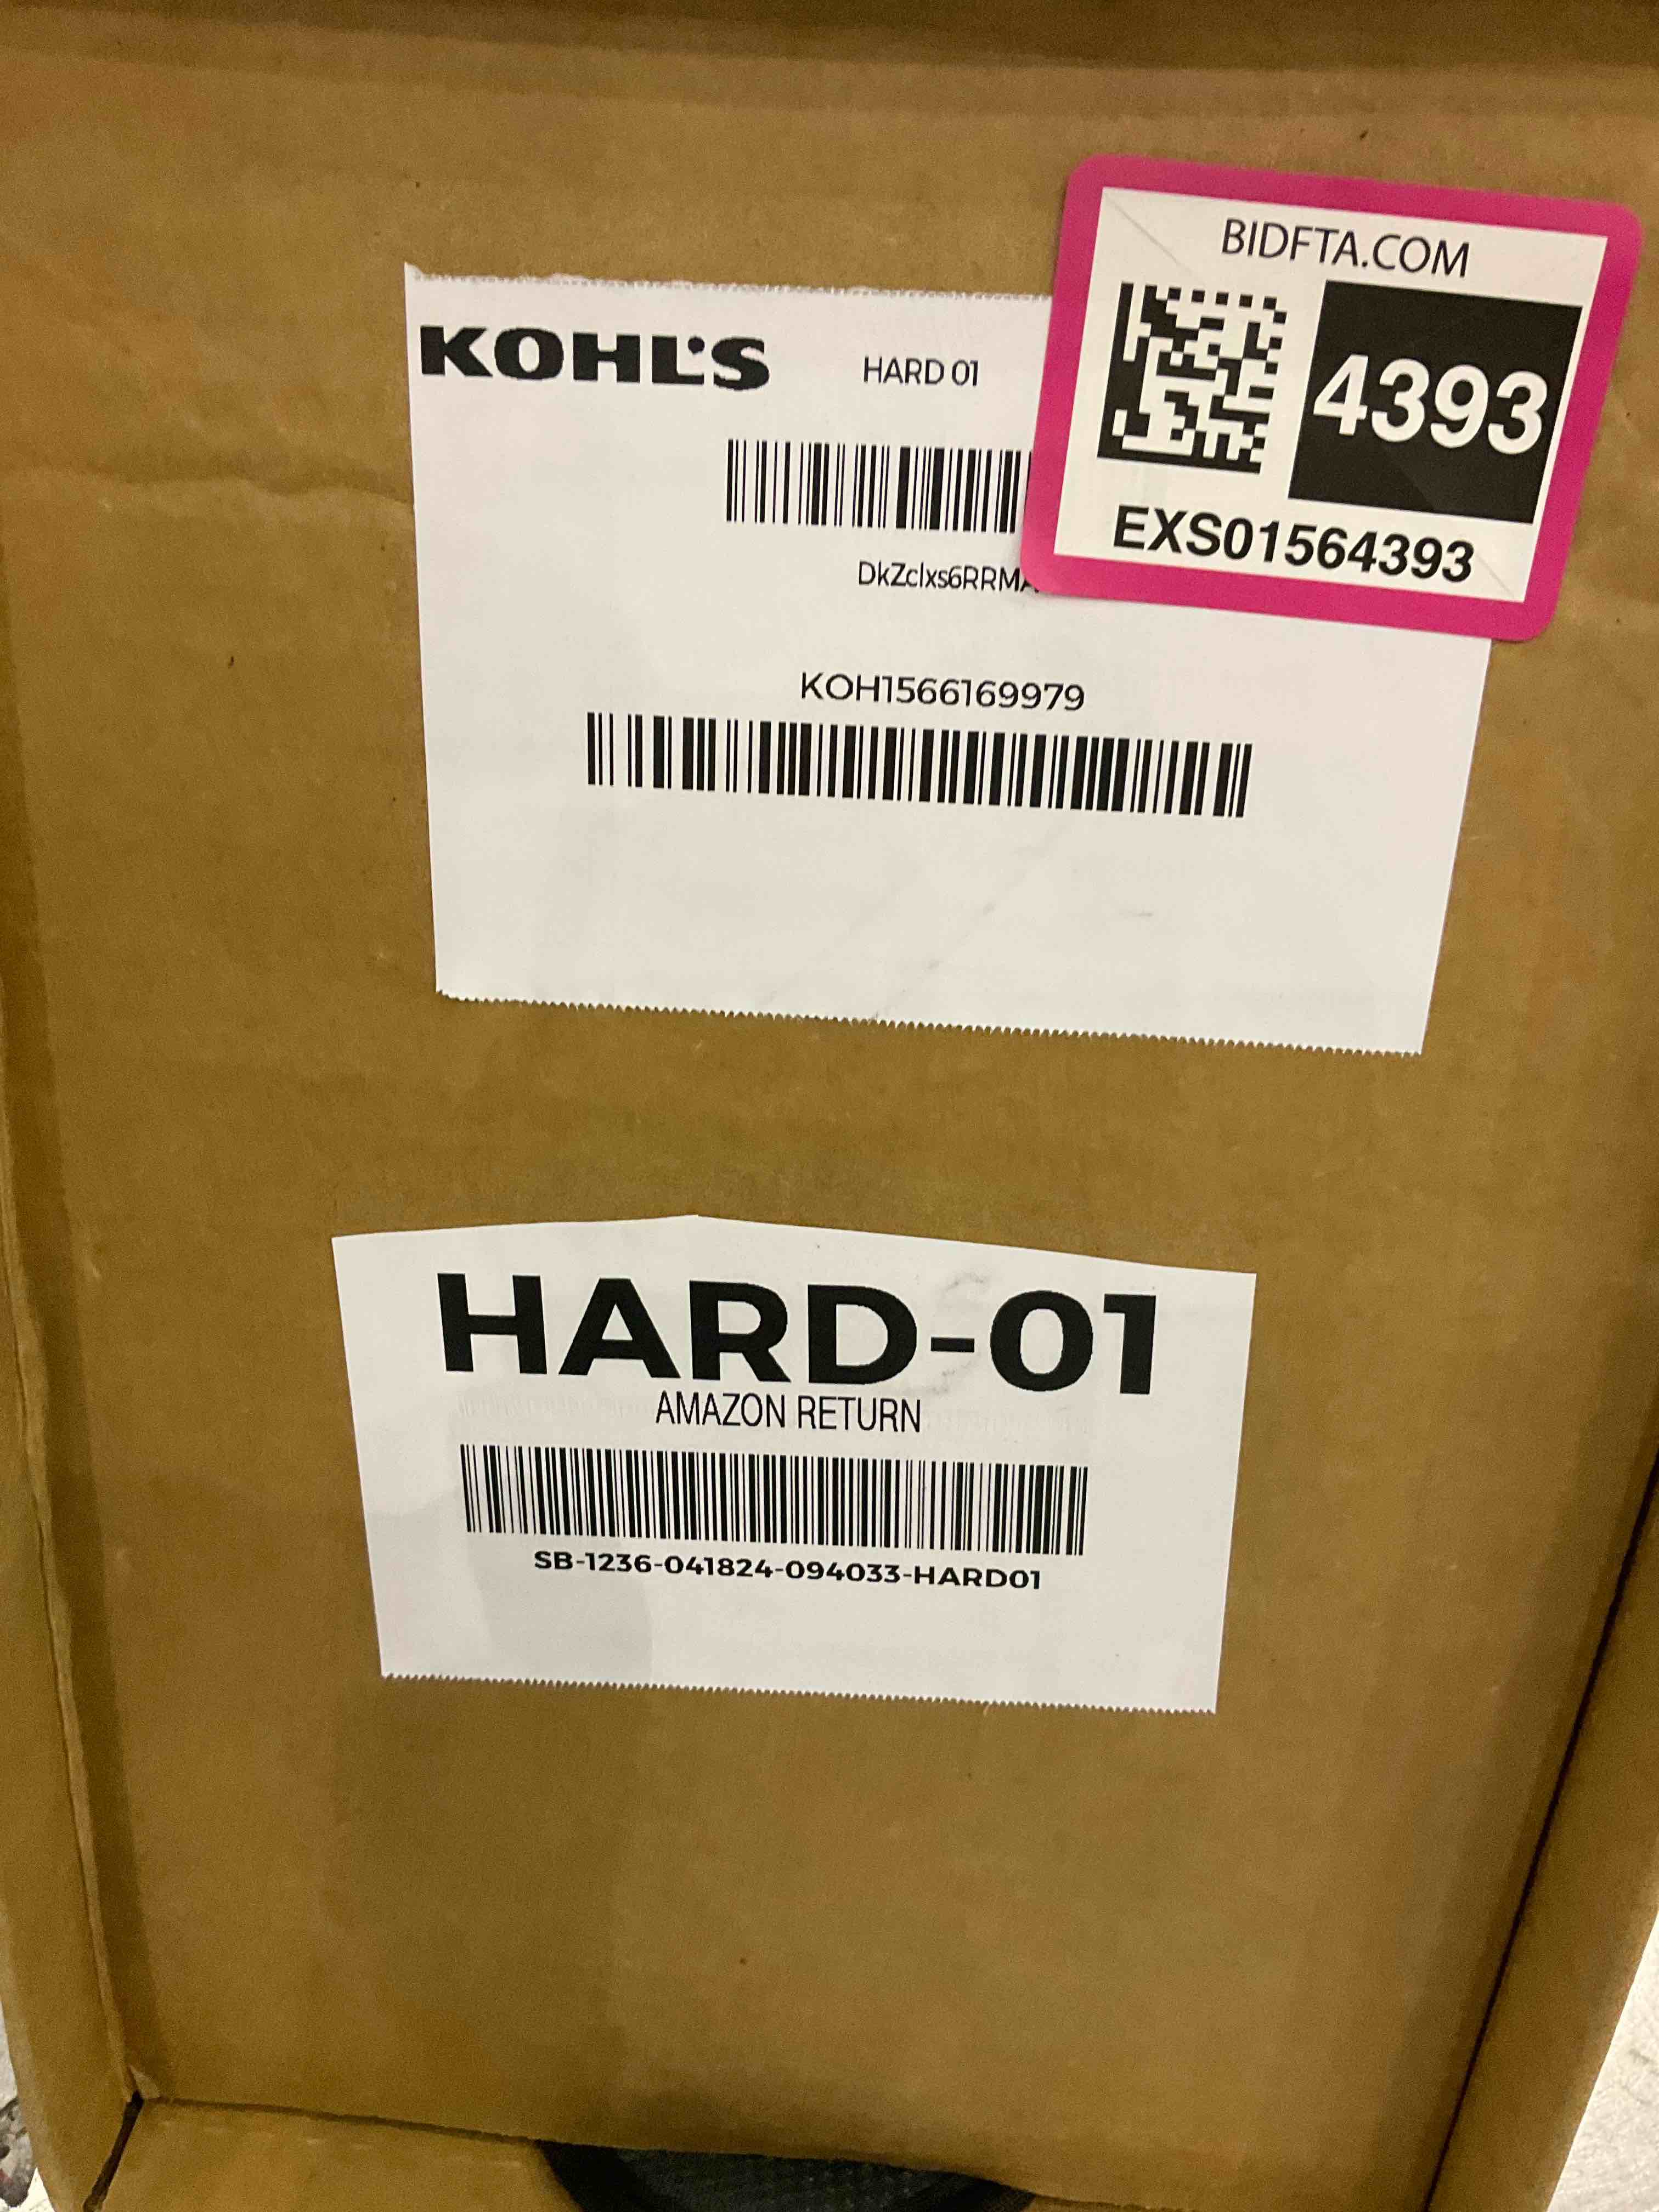 BIDFTA.COM
4393
EXS01564393
KOHL'S HARD 01
KOH1566169979
HARD-01
AMAZON RETURN
SB-1236-041824-094033-HARD01